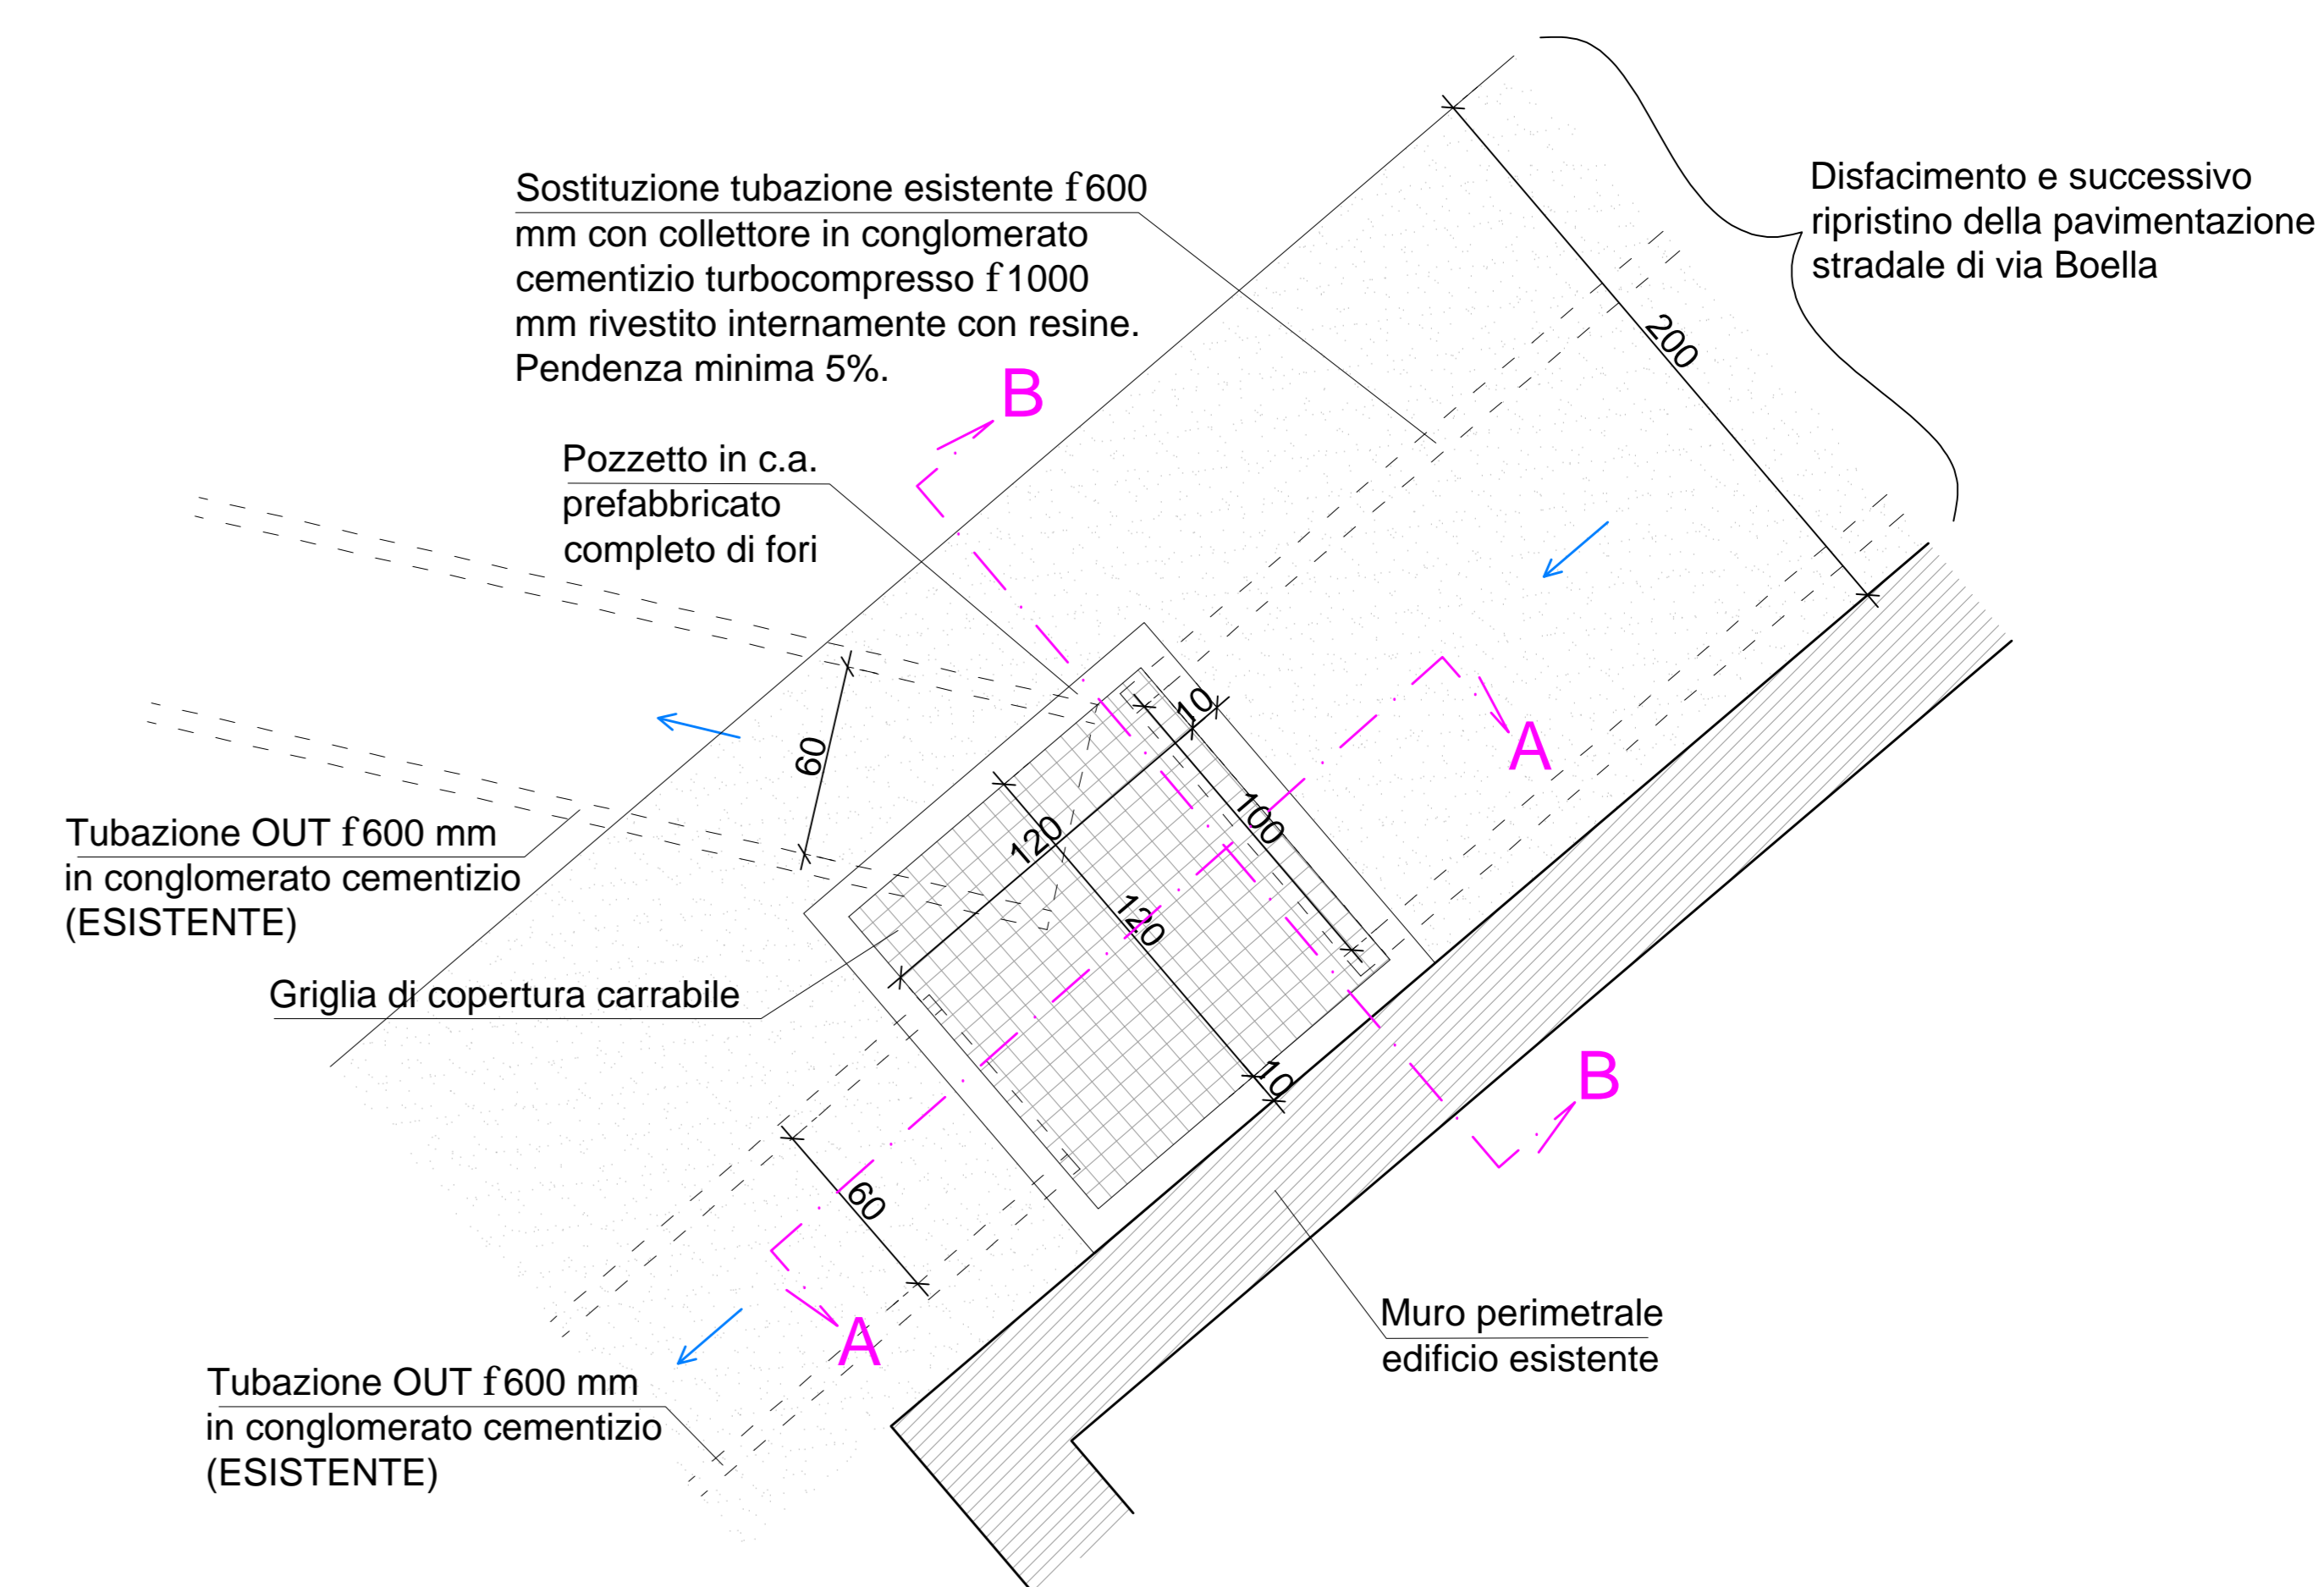 Sostituzione tubazione esistente f600
mm con collettore in conglomerato
cementizio turbocompresso f1000
mm rivestito internamente con resine.
Pendenza minima 5%.
Disfacimento e successivo
ripristino della pavimentazione
stradale di via Boella
200
B
Pozzetto in c.a.
prefabbricato
completo di fori
10
A
60
100
120
120
Tubazione OUT f600 mm
in conglomerato cementizio
(ESISTENTE)
Griglia di copertura carrabile
10
B
60
A
Muro perimetrale
edificio esistente
Tubazione OUT f600 mm
in conglomerato cementizio
(ESISTENTE)